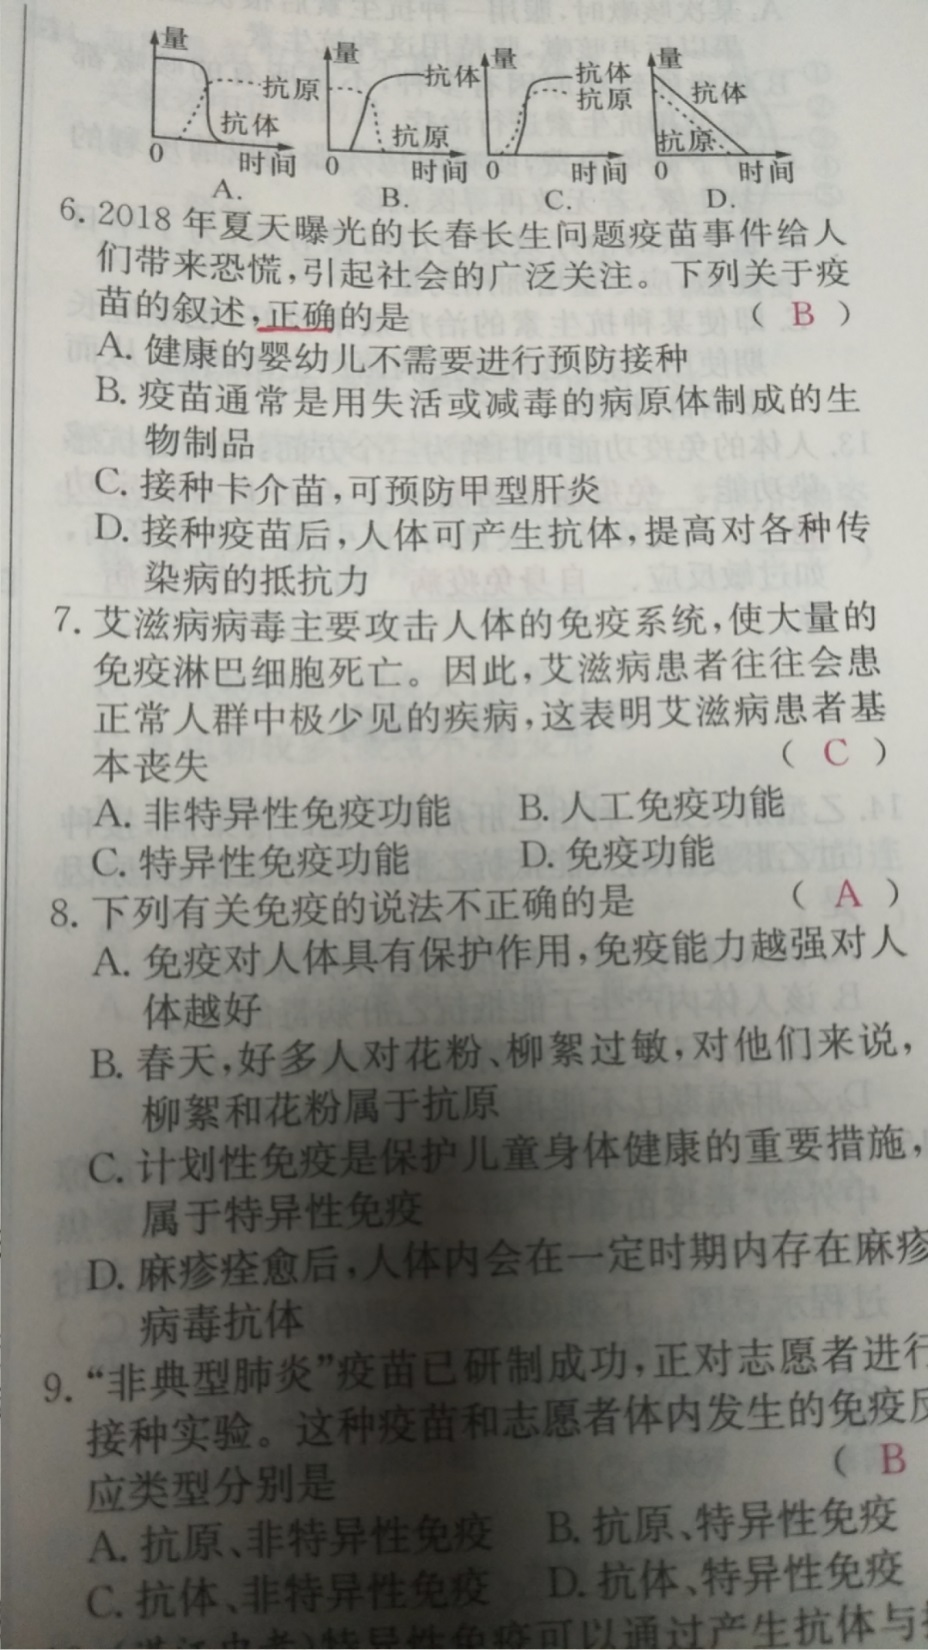 量 量 量 量
抗原 抗体 抗体 抗体
抗体 抗原 抗原 抗原
0 时间 0 时间 0 时间 0 时间
A. B. C. D.
6. 2018年夏天曝光的长春长生问题疫苗事件给人
们带来恐慌,引起社会的广泛关注。下列关于疫
苗的叙述,正确的是 ( B )
A. 健康的婴幼儿不需要进行预防接种
B. 疫苗通常是用失活或减毒的病原体制成的生
物制品
C. 接种卡介苗,可预防甲型肝炎
D. 接种疫苗后,人体可产生抗体,提高对各种传
染病的抵抗力
7. 艾滋病病毒主要攻击人体的免疫系统,使大量的
免疫淋巴细胞死亡。因此,艾滋病患者往往会患
正常人群中极少见的疾病,这表明艾滋病患者基
本丧失 ( C )
A. 非特异性免疫功能 B. 人工免疫功能
C. 特异性免疫功能 D. 免疫功能
8. 下列有关免疫的说法不正确的是 ( A )
A. 免疫对人体具有保护作用,免疫能力越强对人
体越好
B. 春天,好多人对花粉、柳絮过敏,对他们来说,
柳絮和花粉属于抗原
C. 计划性免疫是保护儿童身体健康的重要措施,
属于特异性免疫
D. 麻疹痊愈后,人体内会在一定时期内存在麻疹
病毒抗体
9. “非典型肺炎”疫苗已研制成功,正对志愿者进行
接种实验。这种疫苗和志愿者体内发生的免疫反
应类型分别是 ( B
A. 抗原、非特异性免疫 B. 抗原、特异性免疫
C. 抗体、非特异性免疫 D. 抗体、特异性免疫
特异性免疫可以通过产生抗体与